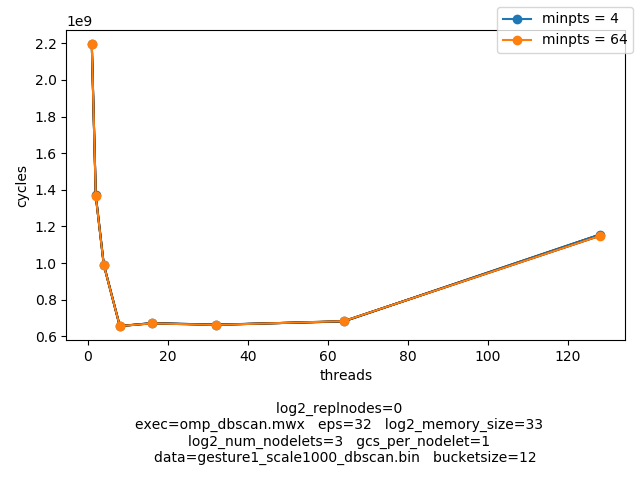 1e9
minpts = 4
minpts = 64
2.2
2.0
1.8
1.6
1.4
1.2
1.0
0.8
0.6
cycles
0 20 40 60 80 100 120
threads
log2_replnodes=0
exec=omp_dbscan.mwx eps=32 log2_memory_size=33
log2_num_nodelets=3 gcs_per_nodelet=1
data=gesture1_scale1000_dbscan.bin bucketsize=12